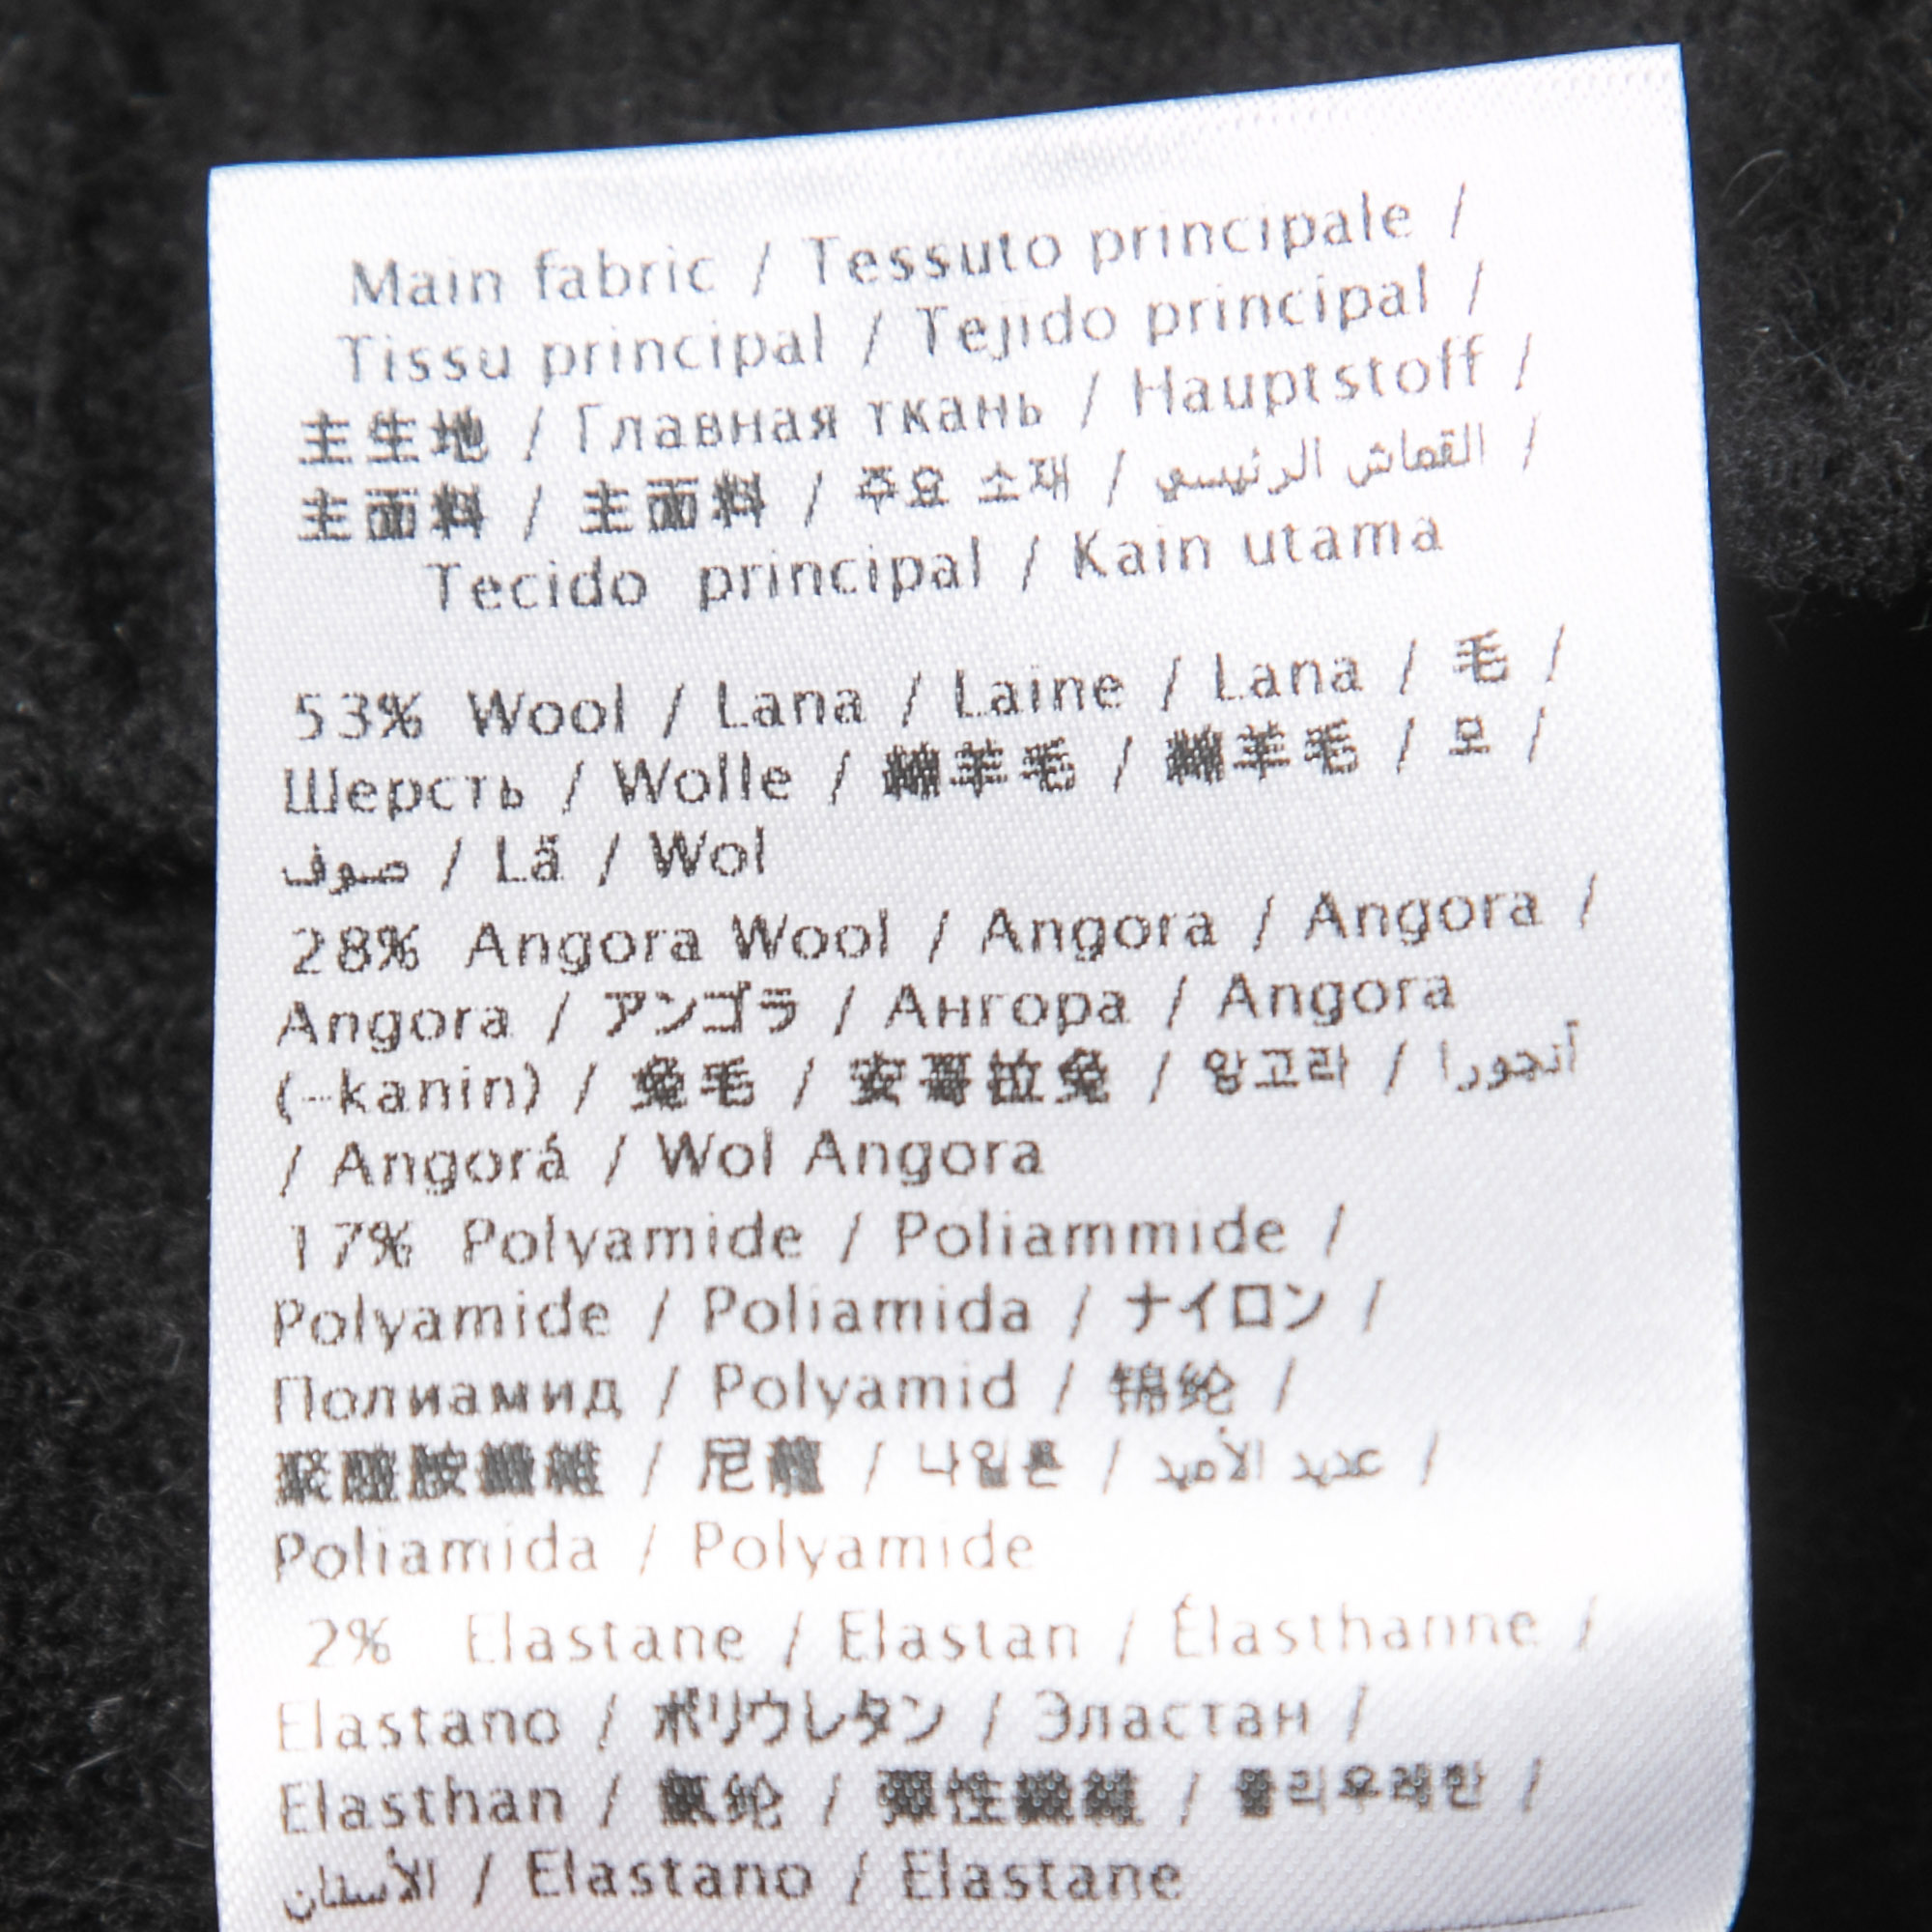 Main fabric / Tessuto principale /
Tissu principal / Tejido principal /
主生地 / Главная ткань / Hauptstoff /
主面料 / 主面料 / 주요 소재 / القماش الرئيسي /
Tecido principal / Kain utama
53% Wool / Lana / Laine / Lana / 毛 /
Шерсть / Wolle / 綿羊毛 / 綿羊毛 / 모 /
صوف / Lã / Wol
28% Angora Wool / Angora / Angora /
Angora / アンゴラ / Ангора / Angora
(-kanin) / 兔毛 / 安哥拉兔 / 앙고라 / أنجورا
/ Angorá / Wol Angora
17% Polyamide / Poliammide /
Polyamide / Poliamida / ナイロン /
Полиамид / Polyamid / 锦纶 /
聚醯胺纖維 / 尼龍 / 나일론 / عديد الأميد /
Poliamida / Polyamide
2% Elastane / Elastan / Élasthanne /
Elastano / ポリウレタン / Эластан /
Elasthan / 氨纶 / 彈性纖維 / 폴리우레탄 /
الأستان / Elastano / Elastane